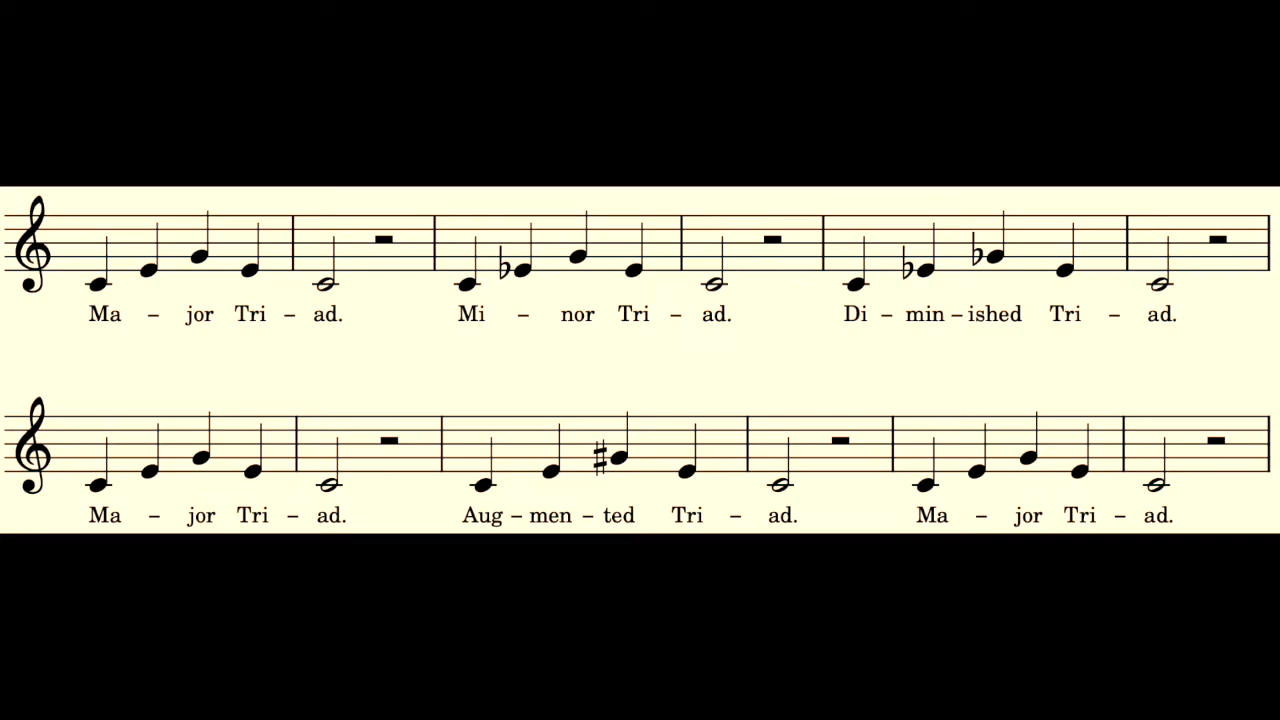 Ma – jor Tri – ad. Mi – nor Tri – ad. Di – min – ished Tri – ad.
Ma – jor Tri – ad. Aug – men – ted Tri – ad. Ma – jor Tri – ad.